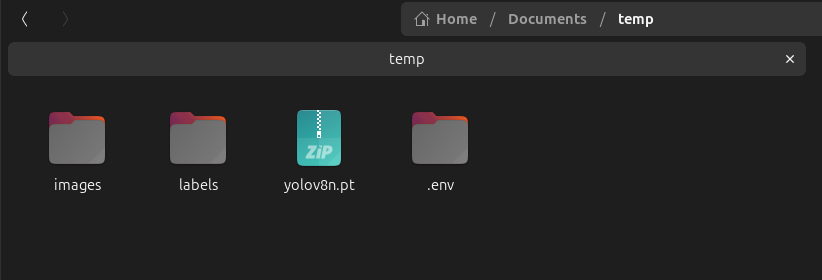 Home / Documents / temp
temp
ZiP
images
labels
yolov8n.pt
.env